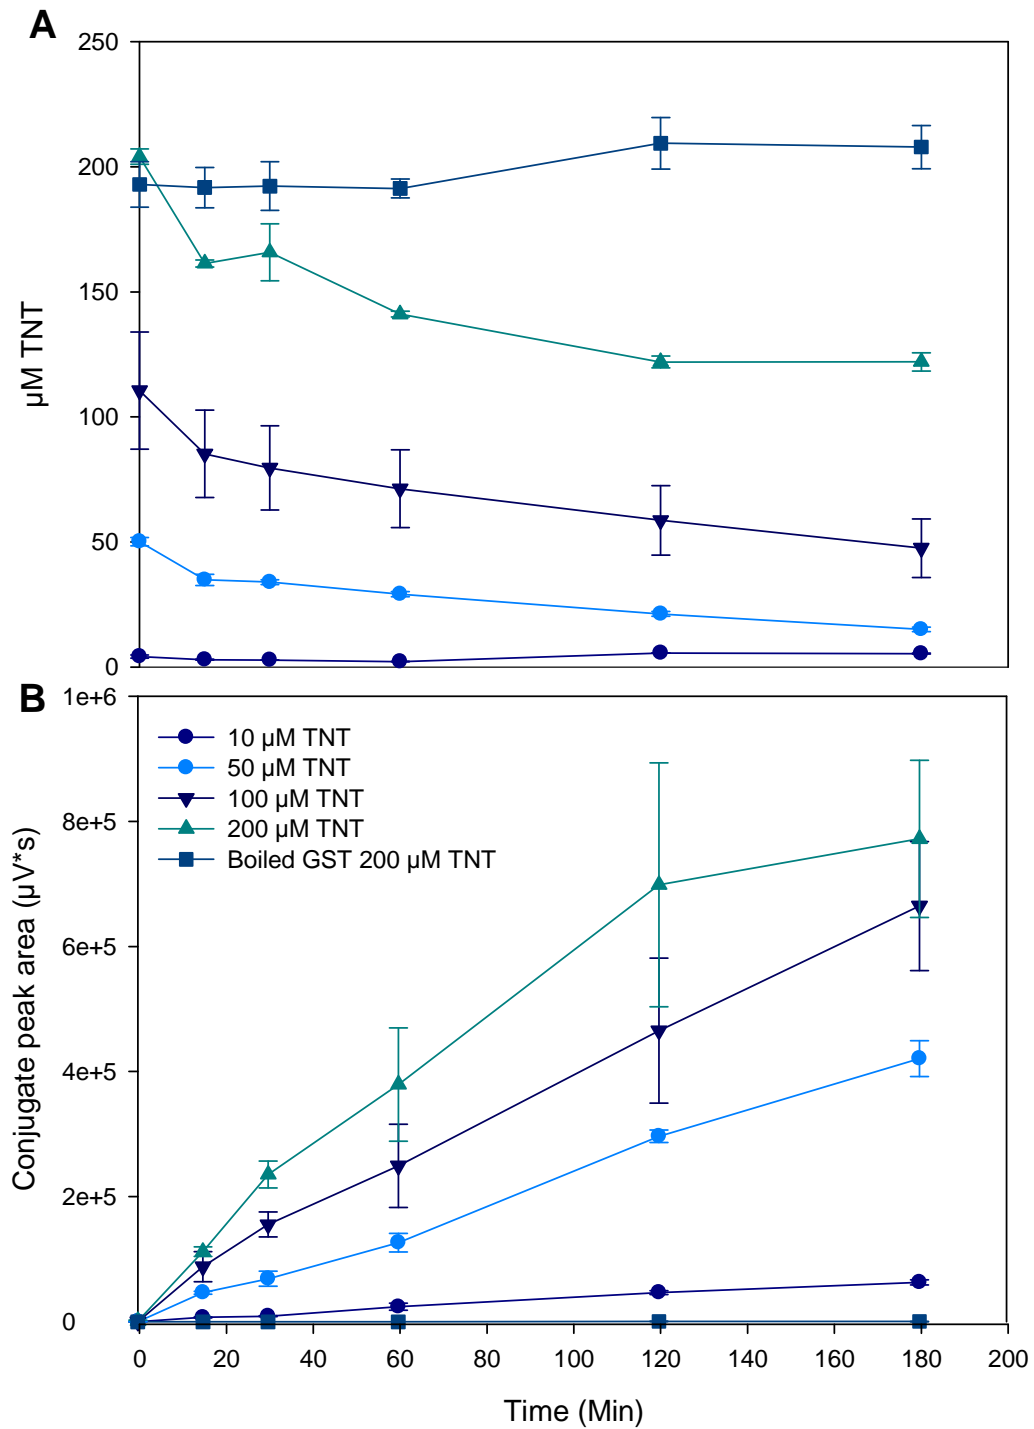 A
250
200
150
100
50
0
µM TNT
B
1e+6
8e+5
6e+5
4e+5
2e+5
0
Conjugate peak area (µV*s)
10 µM TNT
50 µM TNT
100 µM TNT
200 µM TNT
Boiled GST 200 µM TNT
0 20 40 60 80 100 120 140 160 180 200
Time (Min)